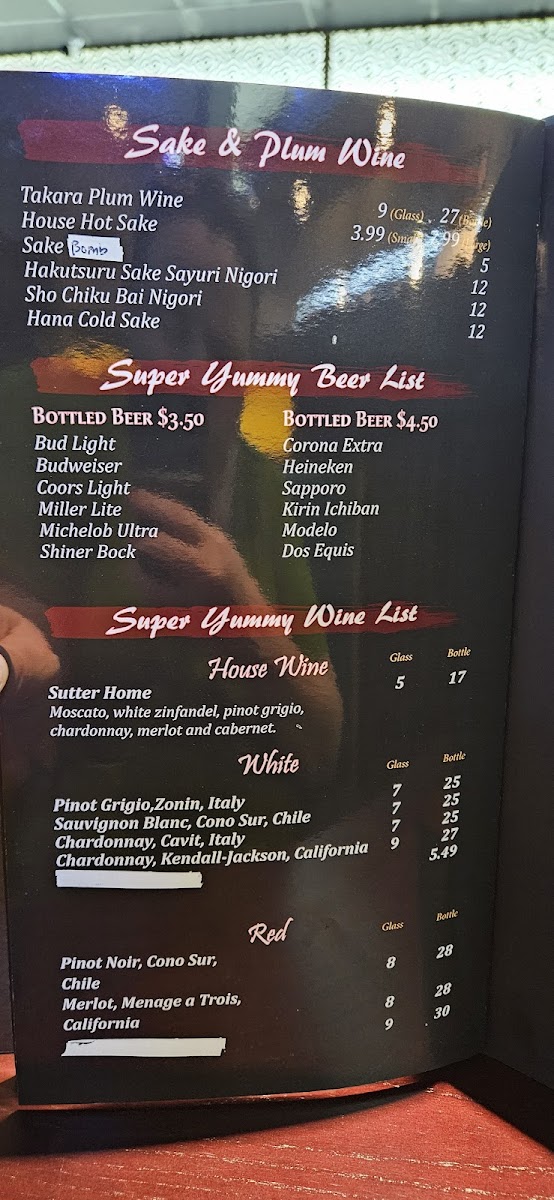 Sake & Plum Wine
Takara Plum Wine 9 (Glass) 27
House Hot Sake 3.99
Sake Bomb 5
Hakutsuru Sake Sayuri Nigori 12
Sho Chiku Bai Nigori 12
Hana Cold Sake 12
Super Yummy Beer List
BOTTLED BEER $3.50
Bud Light
Budweiser
Coors Light
Miller Lite
Michelob Ultra
Shiner Bock
BOTTLED BEER $4.50
Corona Extra
Heineken
Sapporo
Kirin Ichiban
Modelo
Dos Equis
Super Yummy Wine List
House Wine Glass Bottle
Sutter Home 5 17
Moscato, white zinfandel, pinot grigio,
chardonnay, merlot and cabernet.
White Glass Bottle
Pinot Grigio,Zonin, Italy 7 25
Sauvignon Blanc, Cono Sur, Chile 7 25
Chardonnay, Cavit, Italy 7 25
Chardonnay, Kendall-Jackson, California 9 27
5.49
Red Glass Bottle
Pinot Noir, Cono Sur, 8 28
Chile
Merlot, Menage a Trois, 8 28
California
9 30